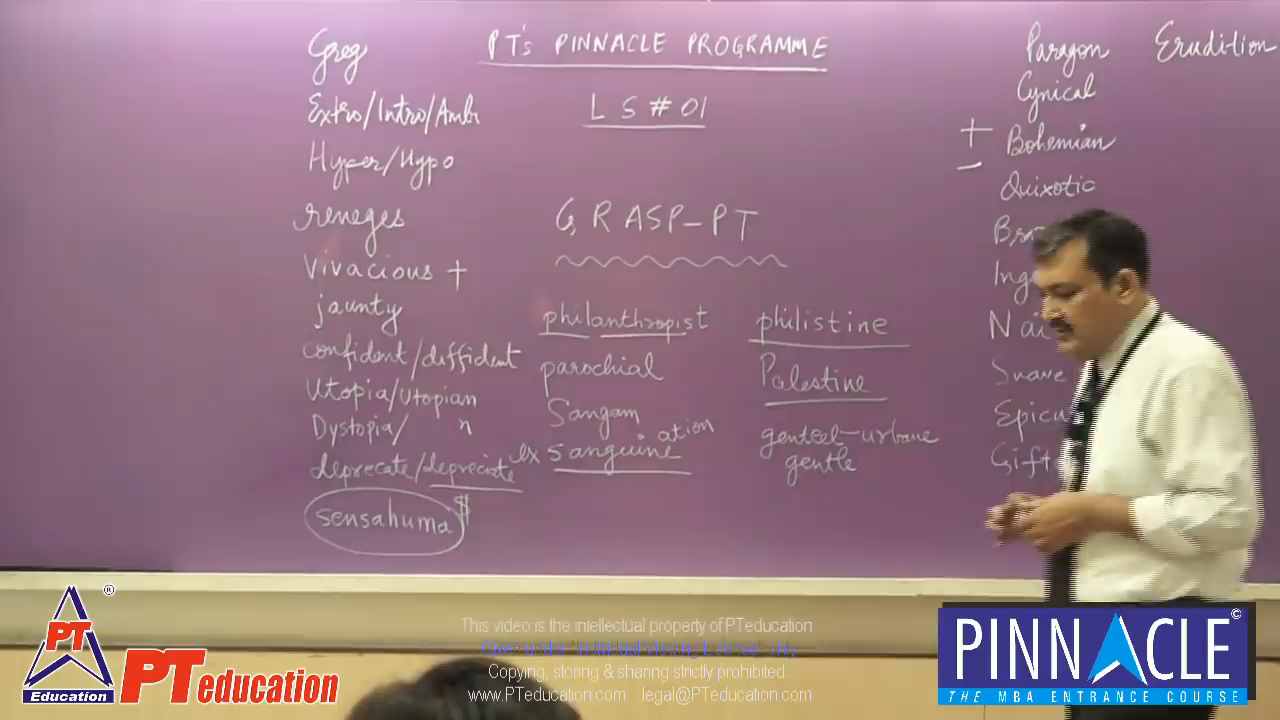 PT's PINNACLE PROGRAMME
LS # 01
GRASP-PT
Greg
Extro/Intro/Ambi
Hyper/Hypo
reneges
Vivacious +
jaunty
confident/diffident
Utopia/Utopian
Dystopia/ n
deprecate/depreciate
$
sensahuma
philanthropist
parochial
Sangam
ex sanguine ation
philistine
Palestine
genteel-urbane
gentle
Paragon
Cynical
+ Bohemian
-
Quixotic
Suave
Erudition
PT
Education
®
PT education
This video is the intellectual property of PTeducation
Copying, storing & sharing strictly prohibited.
www.PTeducation.com legal@PTeducation.com
PINNACLE
©
THE MBA ENTRANCE COURSE